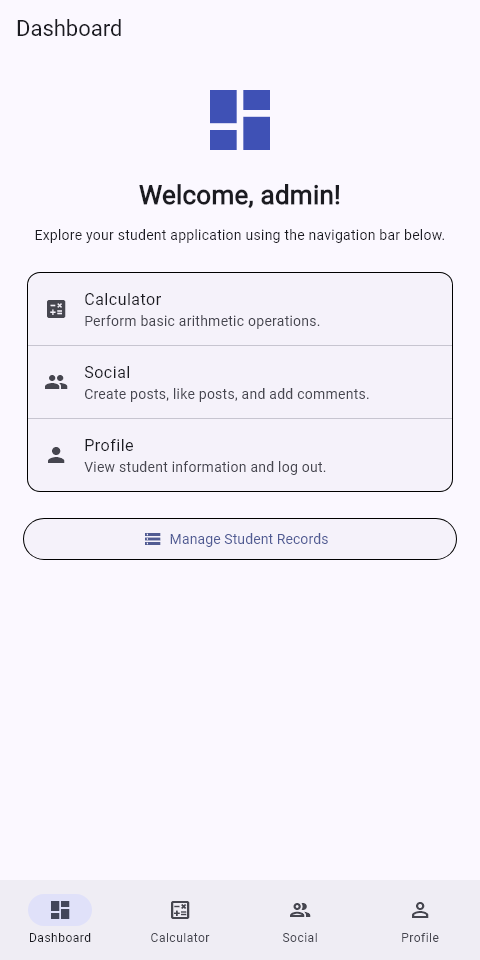 Dashboard
Welcome, admin!
Explore your student application using the navigation bar below.
Calculator
Perform basic arithmetic operations.
Social
Create posts, like posts, and add comments.
Profile
View student information and log out.
Manage Student Records
Dashboard
Calculator
Social
Profile